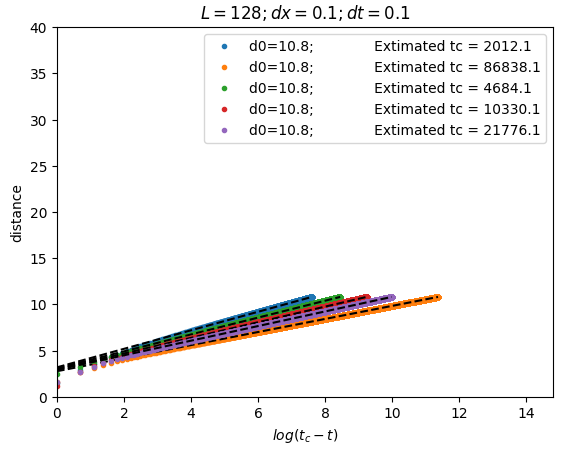 L = 128; dx = 0.1; dt = 0.1
40
35
30
25
20
15
10
5
0
distance
d0=10.8; Extimated tc = 2012.1
d0=10.8; Extimated tc = 86838.1
d0=10.8; Extimated tc = 4684.1
d0=10.8; Extimated tc = 10330.1
d0=10.8; Extimated tc = 21776.1
0 2 4 6 8 10 12 14
log(t_c − t)